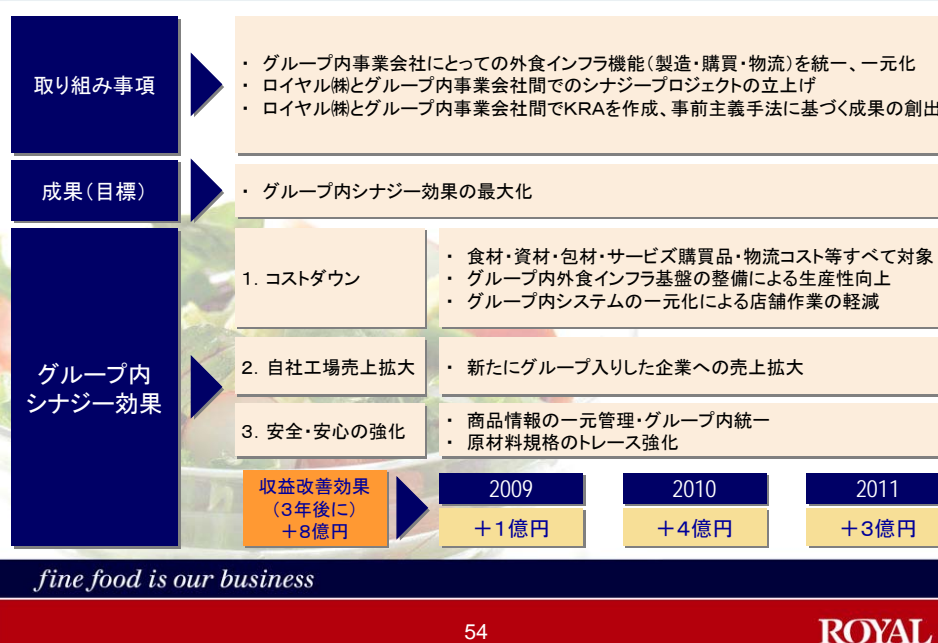 取り組み事項
・ グループ内事業会社にとっての外食インフラ機能(製造・購買・物流)を統一、一元化
・ ロイヤル㈱とグループ内事業会社間でのシナジープロジェクトの立上げ
・ ロイヤル㈱とグループ内事業会社間でKRAを作成、事前主義手法に基づく成果の創出
成果(目標)
・ グループ内シナジー効果の最大化
グループ内
シナジー効果
1. コストダウン
・ 食材・資材・包材・サービズ購買品・物流コスト等すべて対象
・ グループ内外食インフラ基盤の整備による生産性向上
・ グループ内システムの一元化による店舗作業の軽減
2. 自社工場売上拡大
・ 新たにグループ入りした企業への売上拡大
3. 安全・安心の強化
・ 商品情報の一元管理・グループ内統一
・ 原材料規格のトレース強化
収益改善効果
(3年後に)
+8億円
2009
+1億円
2010
+4億円
2011
+3億円
fine food is our business
54
ROYAL